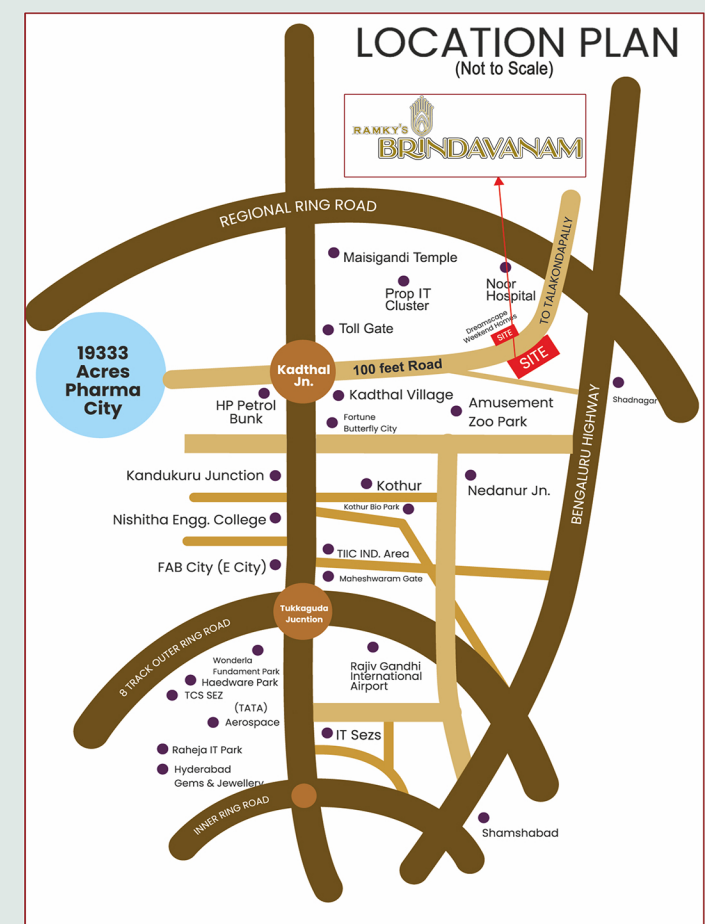 LOCATION PLAN
(Not to Scale)
RAMKY'S
BRINDAVANAM
REGIONAL RING ROAD
TO TALAKONDAPALLY
Maisigandi Temple
Prop IT
Cluster
Noor
Hospital
Dreamscape
Weekend Homes
SITE
SITE
Toll Gate
19333
Acres
Pharma
City
Kadthal
Jn.
100 feet Road
HP Petrol
Bunk
Kadthal Village
Fortune
Butterfly City
Amusement
Zoo Park
Shadnagar
BENGALURU HIGHWAY
Kandukuru Junction
Kothur
Nedanur Jn.
Kothur Bio Park
Nishitha Engg. College
TIIC IND. Area
FAB City (E City)
Maheshwaram Gate
Tukkaguda
Jucntion
8 TRACK OUTER RING ROAD
Wonderla
Fundament Park
Haedware Park
TCS SEZ
(TATA)
Aerospace
Rajiv Gandhi
International
Airport
IT Sezs
Raheja IT Park
Hyderabad
Gems & Jewellery
INNER RING ROAD
Shamshabad